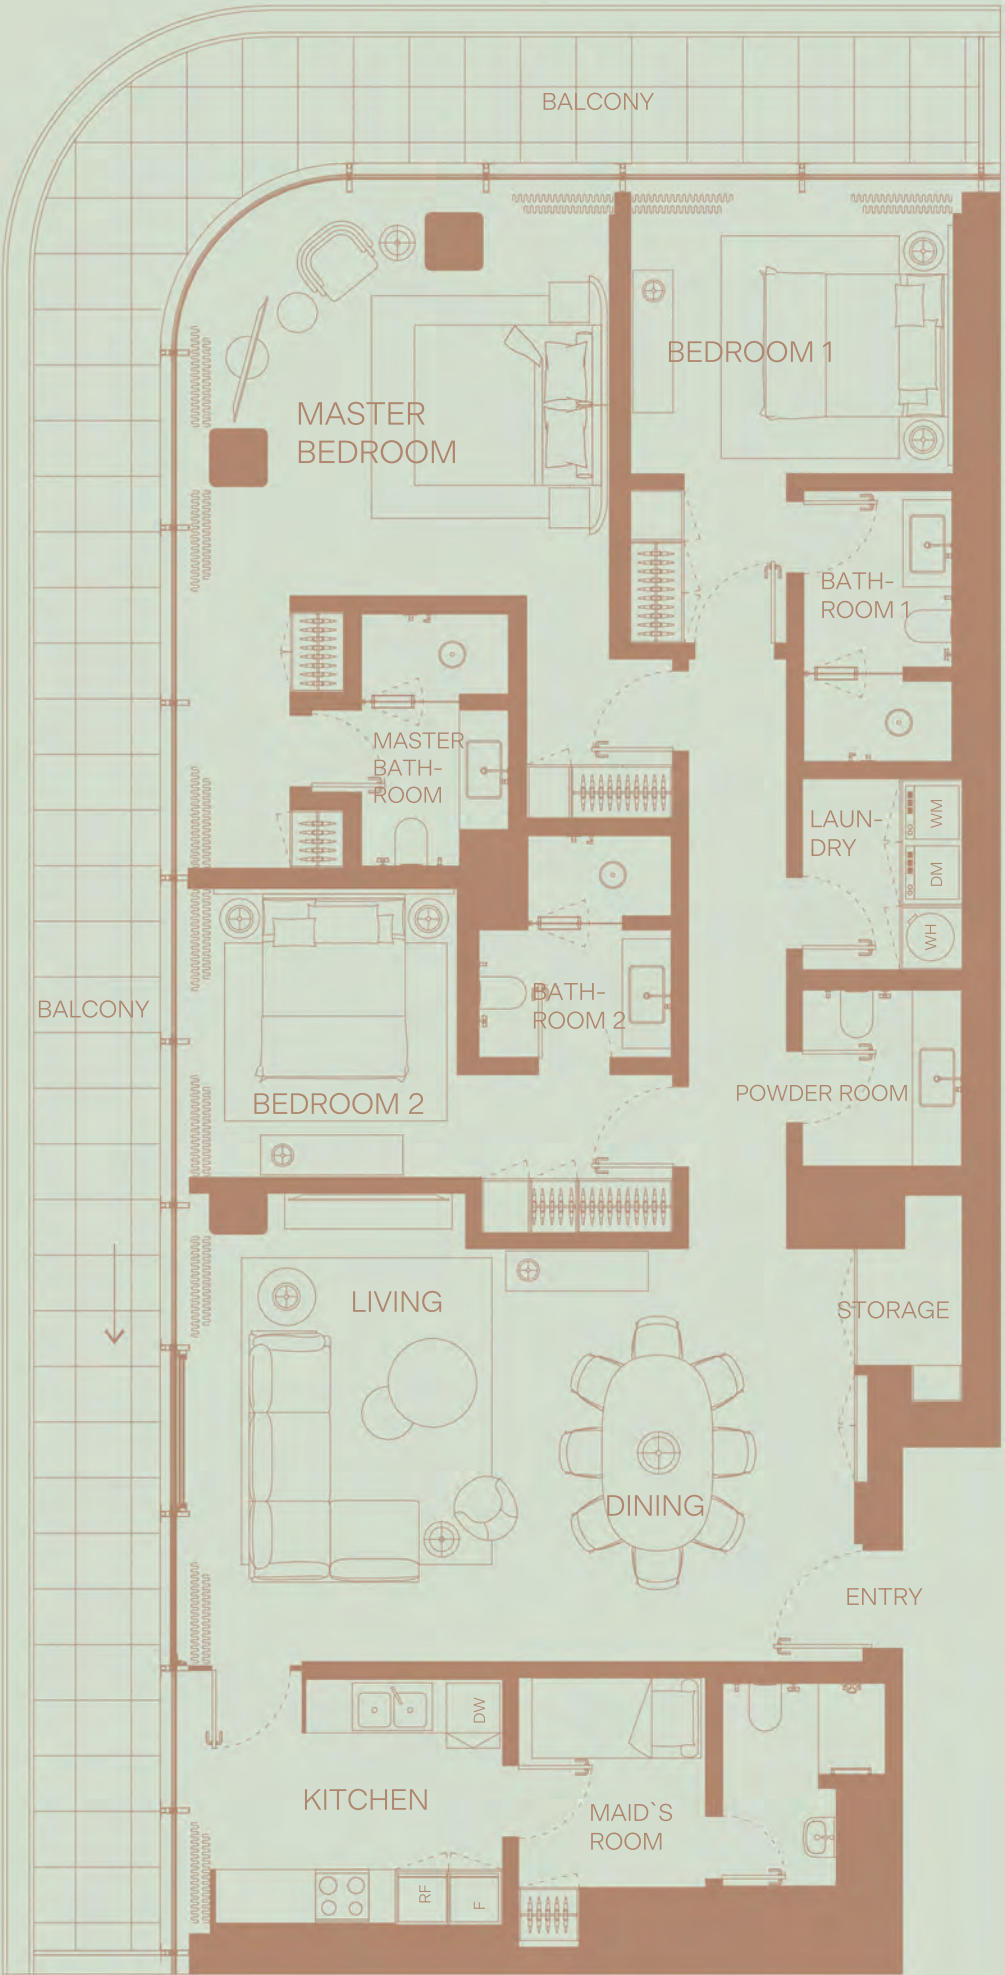 BALCONY
BEDROOM 1
MASTER
BEDROOM
BATH-
ROOM 1
MASTER
BATH-
ROOM
LAUN-
DRY
WM
DM
WH
BATH-
ROOM 2
BALCONY
POWDER ROOM
BEDROOM 2
LIVING
STORAGE
DINING
ENTRY
DW
KITCHEN
MAID`S
ROOM
RF
F